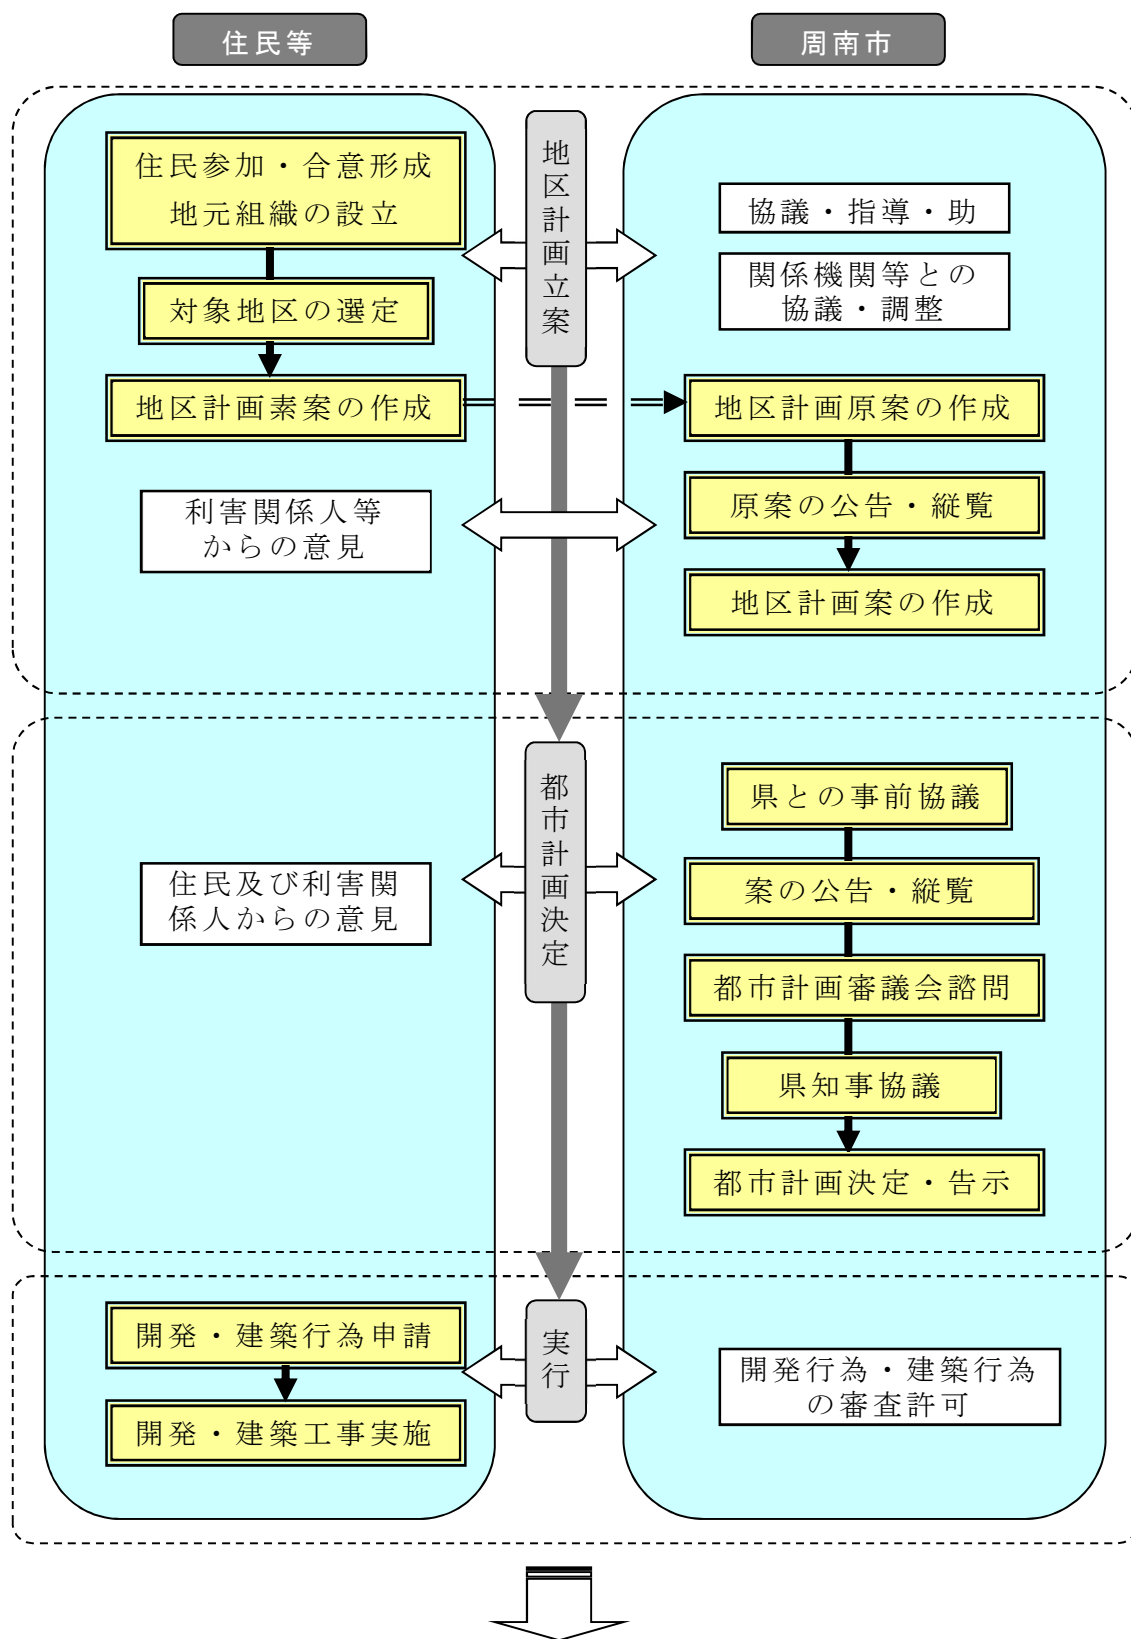 住民等
周南市
地区計画立案
住民参加・合意形成
地元組織の設立
対象地区の選定
地区計画素案の作成
利害関係人等
からの意見
協議・指導・助
関係機関等との
協議・調整
地区計画原案の作成
原案の公告・縦覧
地区計画案の作成
都市計画決定
住民及び利害関
係人からの意見
県との事前協議
案の公告・縦覧
都市計画審議会諮問
県知事協議
都市計画決定・告示
実行
開発・建築行為申請
開発・建築工事実施
開発行為・建築行為
の審査許可